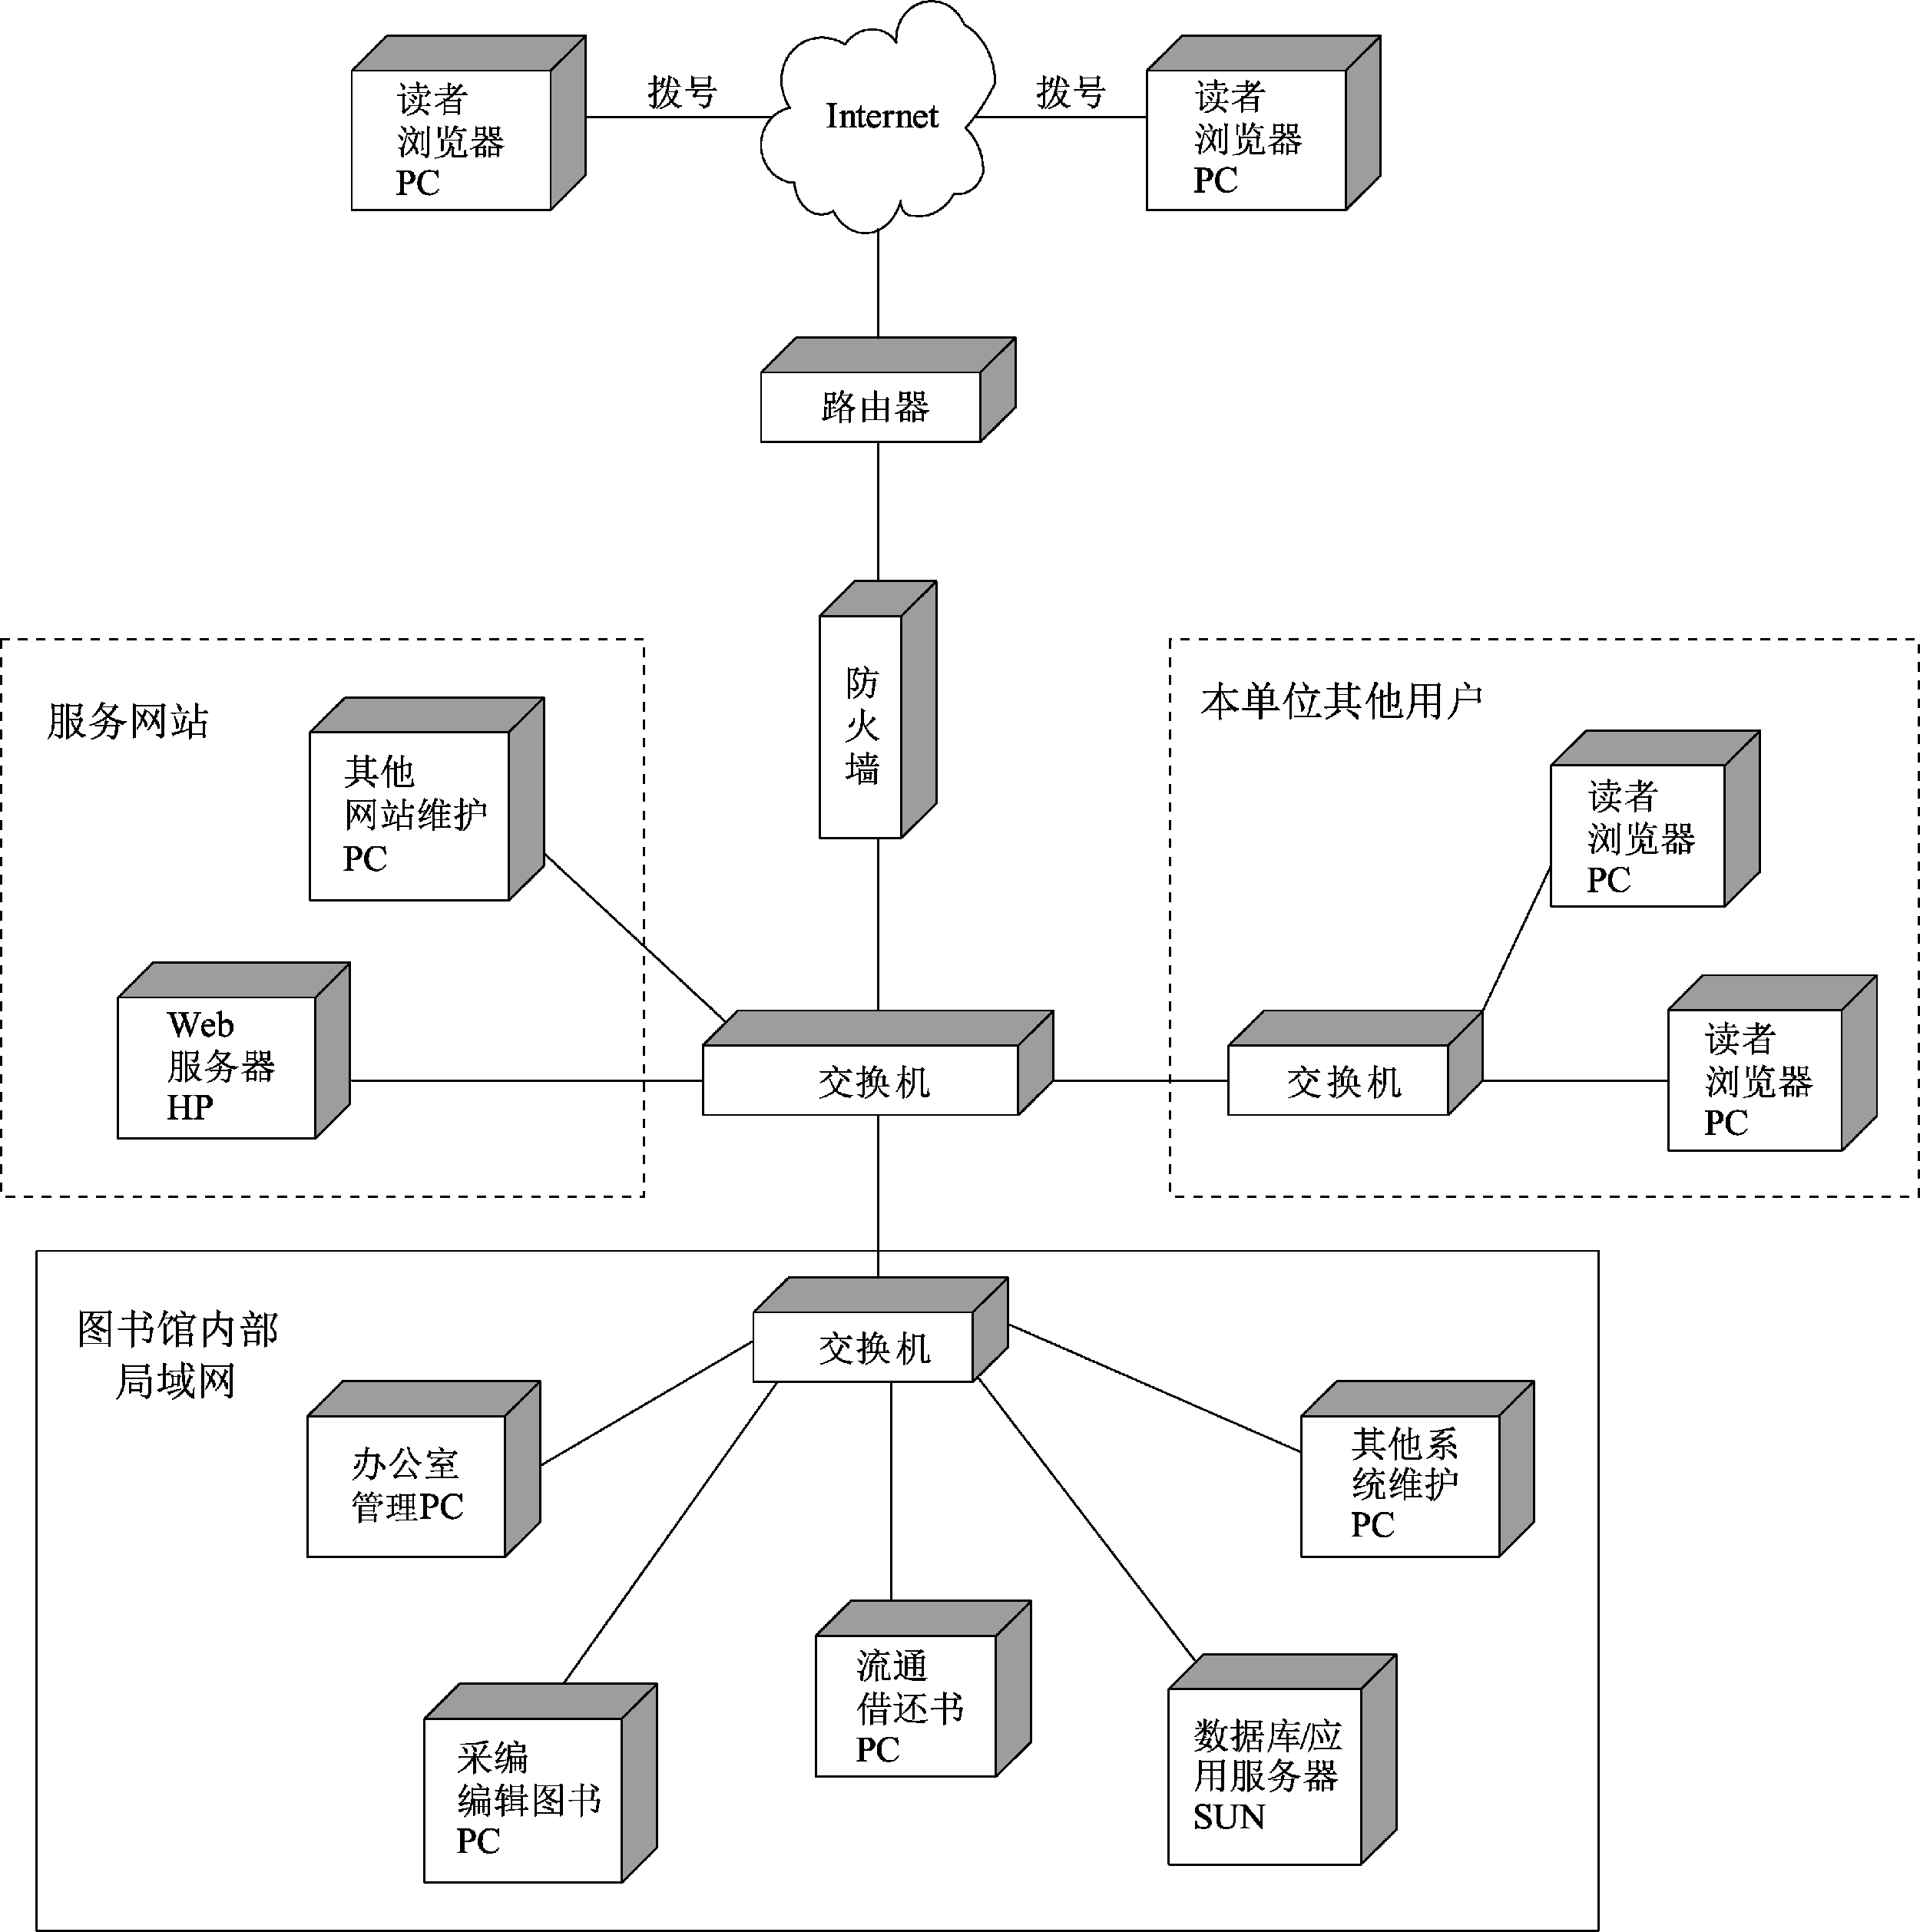 读者
浏览器
PC
拨号
Internet
拨号
读者
浏览器
PC
路由器
防
火
墙
服务网站
其他
网站维护
PC
Web
服务器
HP
交换机
本单位其他用户
读者
浏览器
PC
交换机
读者
浏览器
PC
图书馆内部
局域网
交换机
办公室
管理PC
其他系
统维护
PC
采编
编辑图书
PC
流通
借还书
PC
数据库/应
用服务器
SUN